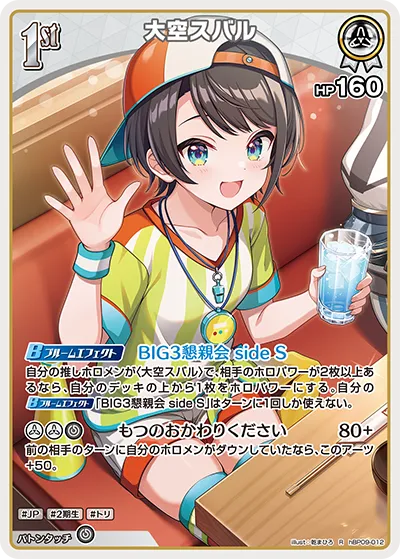 1st
大空スバル
HP160
Bブルームエフェクト BIG3懇親会 side S
自分の推しホロメンが〈大空スバル〉で、相手のホロパワーが2枚以上あ
るなら、自分のデッキの上から1枚をホロパワーにする。自分の
Bブルームエフェクト「BIG3懇親会 side S」はターンに1回しか使えない。
もつのおかわりください 80+
前の相手のターンに自分のホロメンがダウンしていたなら、このアーツ
+50。
#JP #2期生 #トリ
バトンタッチ
illust 乾まひろ R hBP09-012